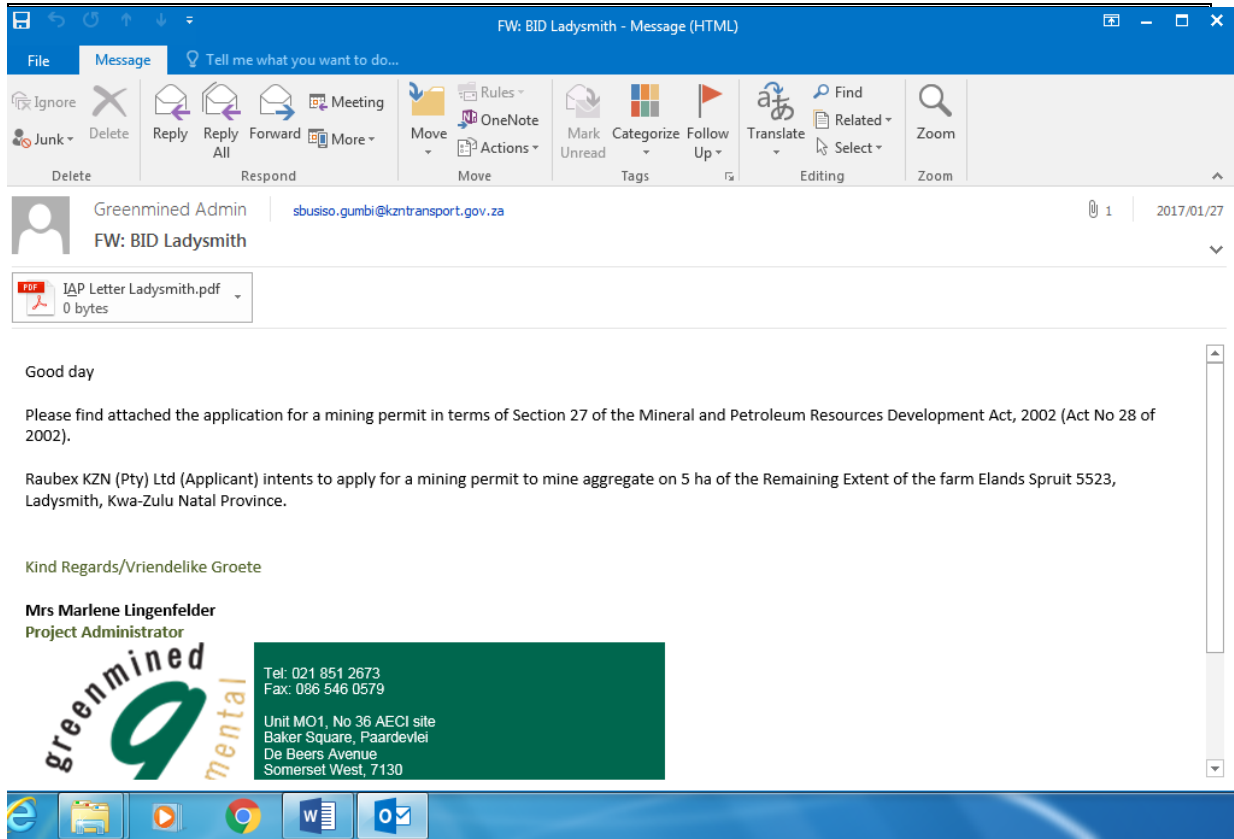 FW: BID Ladysmith - Message (HTML)
File Message Tell me what you want to do...
Ignore
Junk
Delete
Reply
Reply All
Forward
Meeting
More
Move
Rules
OneNote
Actions
Mark Unread
Categorize
Follow Up
Translate
Find
Related
Select
Zoom
Delete Respond Move Tags Editing Zoom
Greenmined Admin sbusiso.gumbi@kzntransport.gov.za 1 2017/01/27
FW: BID Ladysmith
PDF
IAP Letter Ladysmith.pdf
0 bytes
Good day
Please find attached the application for a mining permit in terms of Section 27 of the Mineral and Petroleum Resources Development Act, 2002 (Act No 28 of
2002).
Raubex KZN (Pty) Ltd (Applicant) intents to apply for a mining permit to mine aggregate on 5 ha of the Remaining Extent of the farm Elands Spruit 5523,
Ladysmith, Kwa-Zulu Natal Province.
Kind Regards/Vriendelike Groete
Mrs Marlene Lingenfelder
Project Administrator
greenmined
mental
Tel: 021 851 2673
Fax: 086 546 0579
Unit MO1, No 36 AECI site
Baker Square, Paardevlei
De Beers Avenue
Somerset West, 7130